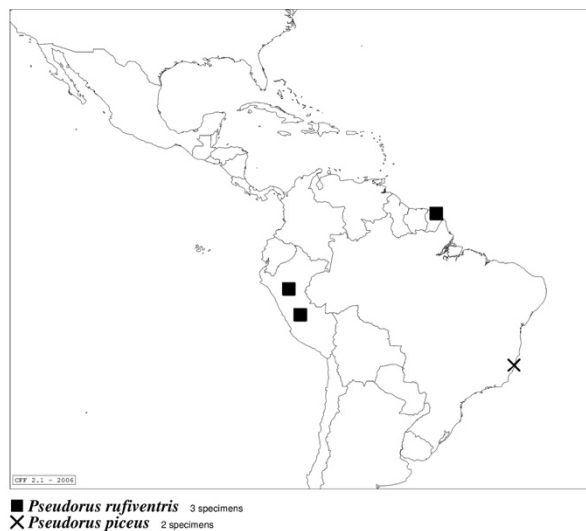 CFF 2.1 - 2006
Pseudorus rufiventris 3 specimens
Pseudorus piceus 2 specimens